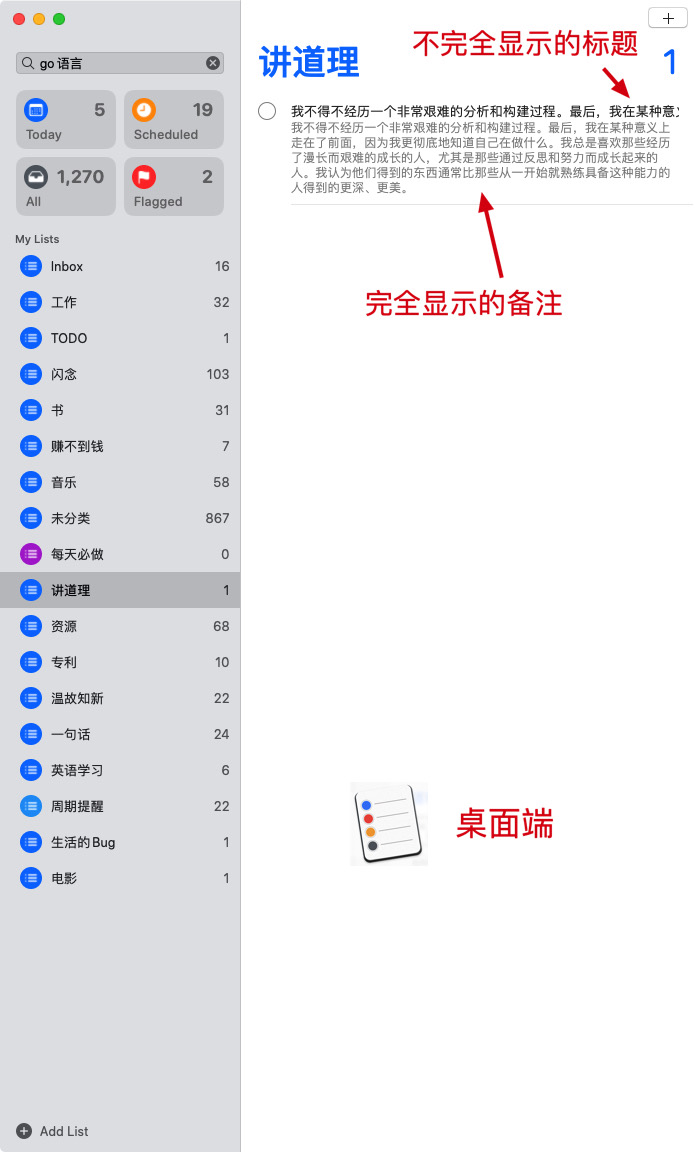 go 语言
5
Today
19
Scheduled
1,270
All
2
Flagged
My Lists
Inbox 16
工作 32
TODO 1
闪念 103
书 31
赚不到钱 7
音乐 58
未分类 867
每天必做 0
讲道理 1
资源 68
专利 10
温故知新 22
一句话 24
英语学习 6
周期提醒 22
生活的Bug 1
电影 1
Add List
不完全显示的标题
讲道理 1
我不得不经历一个非常艰难的分析和构建过程。最后，我在某种意义
我不得不经历一个非常艰难的分析和构建过程。最后，我在某种意义上
走在了前面，因为我更彻底地知道自己在做什么。我总是喜欢那些经历
了漫长而艰难的成长的人，尤其是那些通过反思和努力而成长起来的
人。我认为他们得到的东西通常比那些从一开始就熟练具备这种能力的
人得到的更深、更美。
完全显示的备注
桌面端